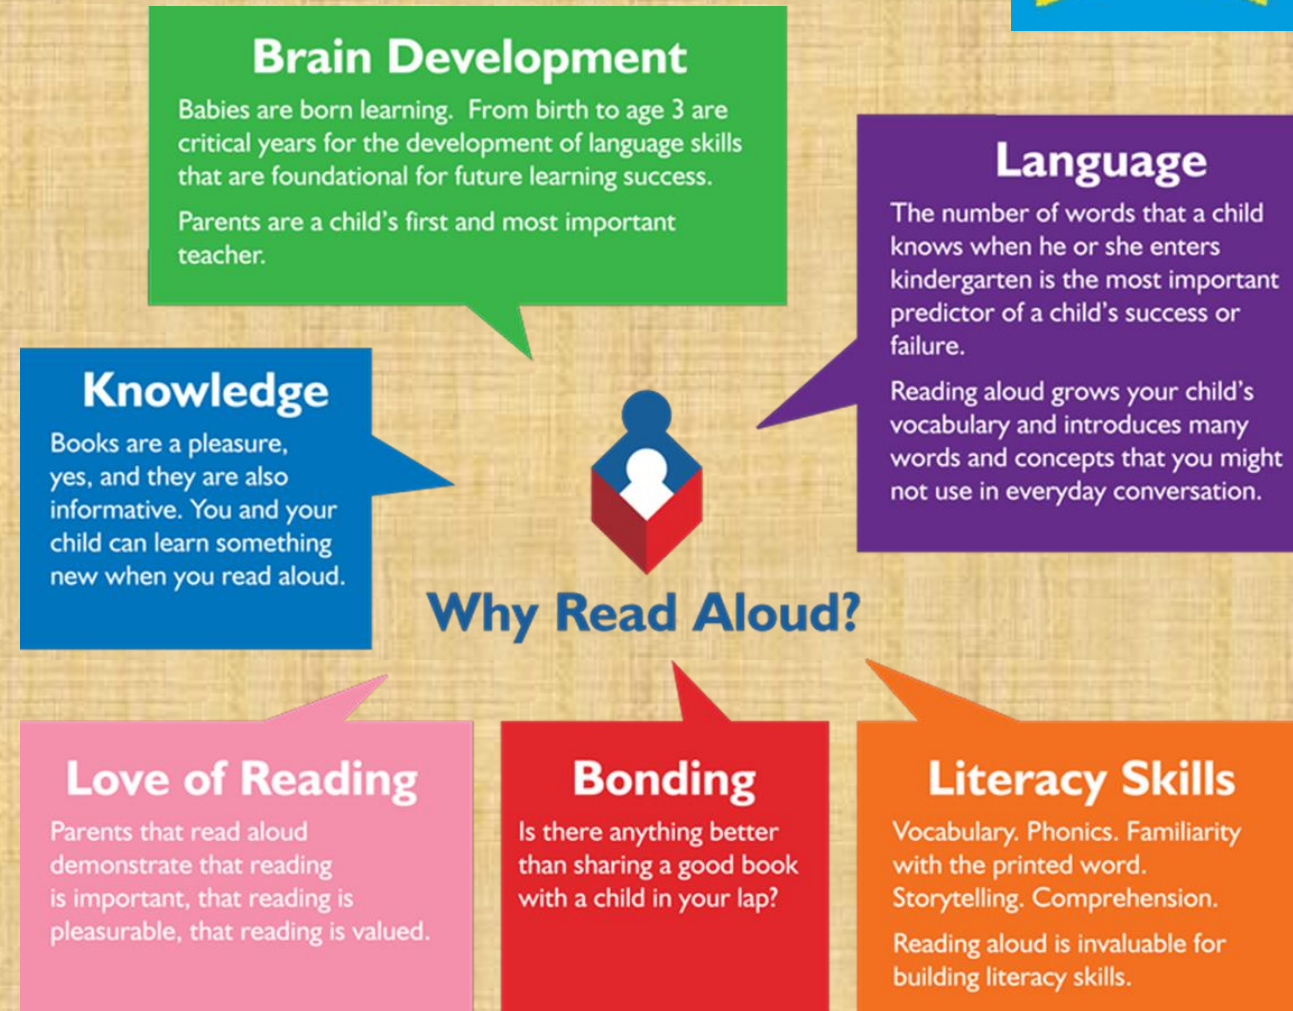 Brain Development
Babies are born learning.  From birth to age 3 are
critical years for the development of language skills
that are foundational for future learning success.
Parents are a child’s first and most important
teacher.
Language
The number of words that a child
knows when he or she enters
kindergarten is the most important
predictor of a child’s success or
failure.
Reading aloud grows your child’s
vocabulary and introduces many
words and concepts that you might
not use in everyday conversation.
Knowledge
Books are a pleasure,
yes, and they are also
informative. You and your
child can learn something
new when you read aloud.
Why Read Aloud?
Love of Reading
Parents that read aloud
demonstrate that reading
is important, that reading is
pleasurable, that reading is valued.
Bonding
Is there anything better
than sharing a good book
with a child in your lap?
Literacy Skills
Vocabulary. Phonics. Familiarity
with the printed word.
Storytelling. Comprehension.
Reading aloud is invaluable for
building literacy skills.